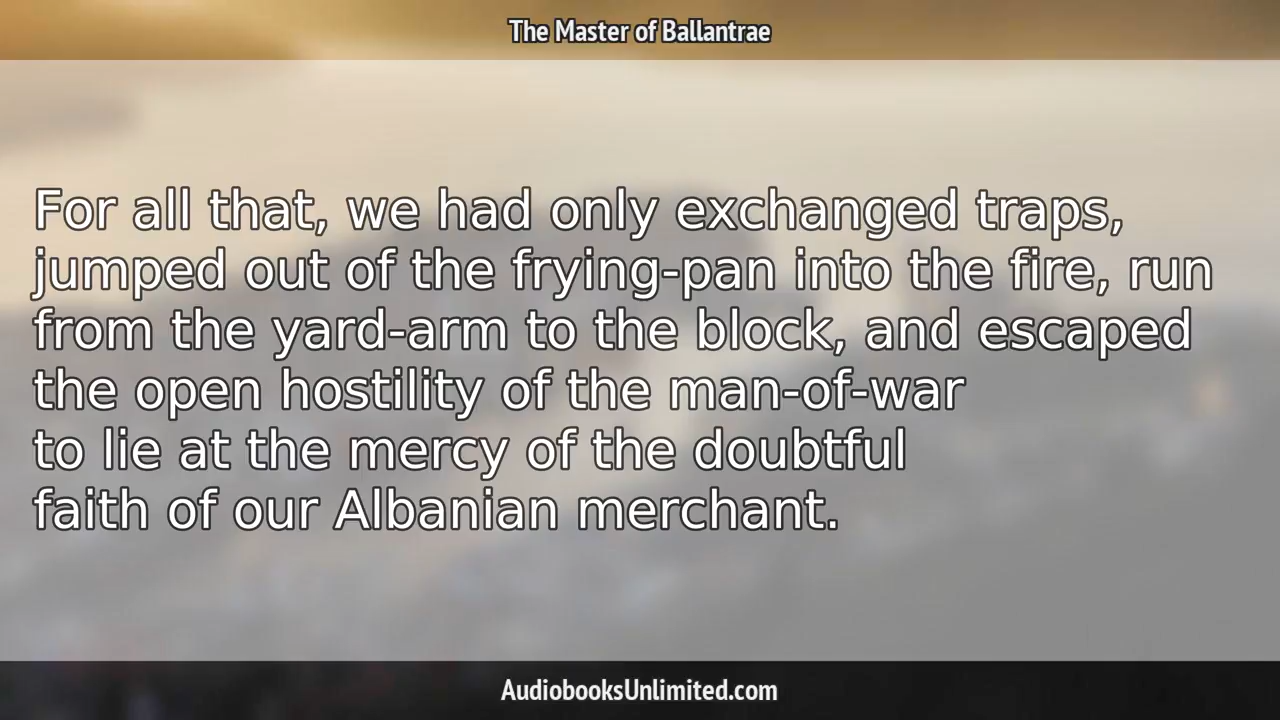 The Master of Ballantrae
For all that, we had only exchanged traps,
jumped out of the frying-pan into the fire, run
from the yard-arm to the block, and escaped
the open hostility of the man-of-war
to lie at the mercy of the doubtful
faith of our Albanian merchant.
AudiobooksUnlimited.com